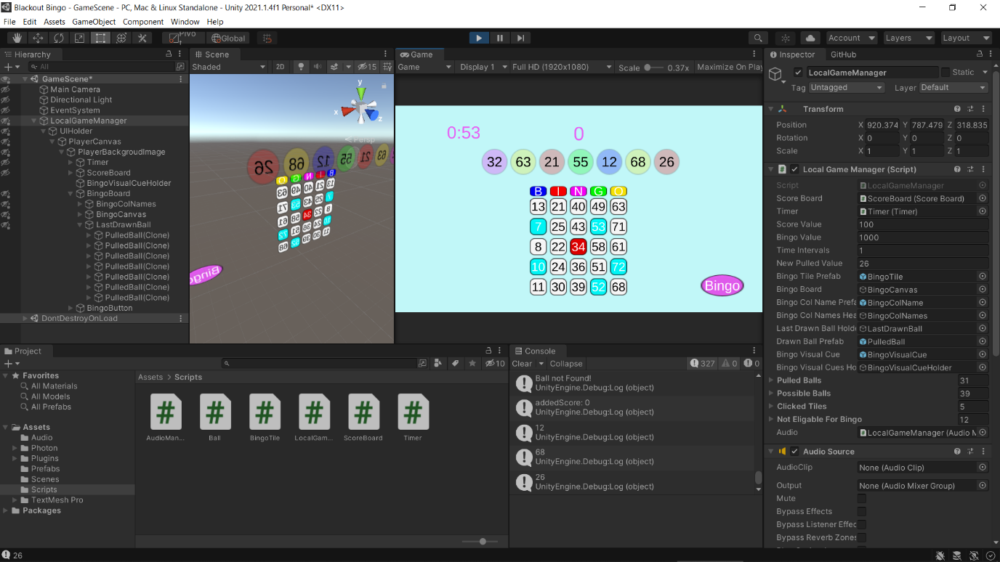 Blackout Bingo - GameScene - PC, Mac & Linux Standalone - Unity 2021.1.4f1 Personal* <DX11>
File Edit Assets GameObject Component Window Help
Global Account Layers Layout
Hierarchy
All
GameScene*
Main Camera
Directional Light
EventSystem
LocalGameManager
UIHolder
PlayerCanvas
PlayerBackgroudImage
Timer
ScoreBoard
BingoVisualCueHolder
BingoBoard
BingoColNames
BingoCanvas
LastDrawnBall
PulledBall(Clone)
PulledBall(Clone)
PulledBall(Clone)
PulledBall(Clone)
PulledBall(Clone)
PulledBall(Clone)
PulledBall(Clone)
BingoButton
DontDestroyOnLoad
Scene
Shaded 2D 15
y
x
z
Persp
Game
Game Display 1 Full HD (1920x1080) Scale 0.37x Maximize On Play
0:53 0
32 63 21 55 12 68 26
B I N G O
13 21 40 49 63
7 25 43 53 71
8 22 34 58 61
10 24 36 51 72
11 30 39 52 68
Bingo
Inspector GitHub
LocalGameManager Static
Tag Untagged Layer Default
Transform
Position X 920.374 Y 787.479 Z 318.835
Rotation X 0 Y 0 Z 0
Scale X 1 Y 1 Z 1
Local Game Manager (Script)
Script LocalGameManager
Score Board ScoreBoard (Score Board)
Timer Timer (Timer)
Score Value 100
Bingo Value 1000
Time Intervals 1
New Pulled Value 26
Bingo Tile Prefab BingoTile
Bingo Board BingoCanvas
Bingo Col Name Prefa BingoColName
Bingo Col Names Hea BingoColNames
Last Drawn Ball Holde LastDrawnBall
Drawn Ball Prefab PulledBall
Bingo Visual Cue BingoVisualCue
Bingo Visual Cues Ho BingoVisualCueHolder
Pulled Balls 31
Possible Balls 39
Clicked Tiles 5
Not Eligable For Bingo 12
Audio LocalGameManager (Audio M
Audio Source
AudioClip None (Audio Clip)
Output None (Audio Mixer Group)
Mute
Bypass Effects
Bypass Listener Effec
Bypass Reverb Zones
Project
10
Favorites
All Materials
All Models
All Prefabs
Assets
Audio
Photon
Plugins
Prefabs
Scenes
Scripts
TextMesh Pro
Packages
Assets > Scripts
AudioMan... Ball BingoTile LocalGam... ScoreBoard Timer
Console
Clear Collapse 327 0 0
Ball not Found!
UnityEngine.Debug:Log (object)
addedScore: 0
UnityEngine.Debug:Log (object)
12
UnityEngine.Debug:Log (object)
68
UnityEngine.Debug:Log (object)
26
UnityEngine.Debug:Log (object)
26